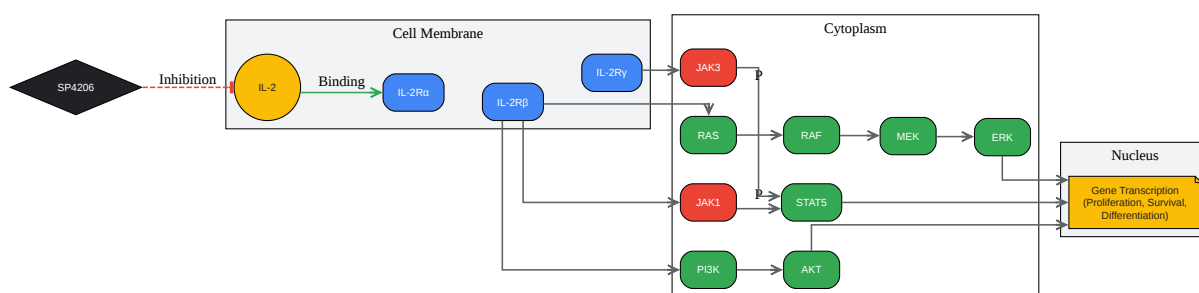 Cell Membrane
Cytoplasm
SP4206
Inhibition
IL-2
Binding
IL-2Rα
IL-2Rβ
IL-2Rγ
JAK3
P
RAS
RAF
MEK
ERK
JAK1
P
STAT5
PI3K
AKT
Nucleus
Gene Transcription
(Proliferation, Survival,
Differentiation)